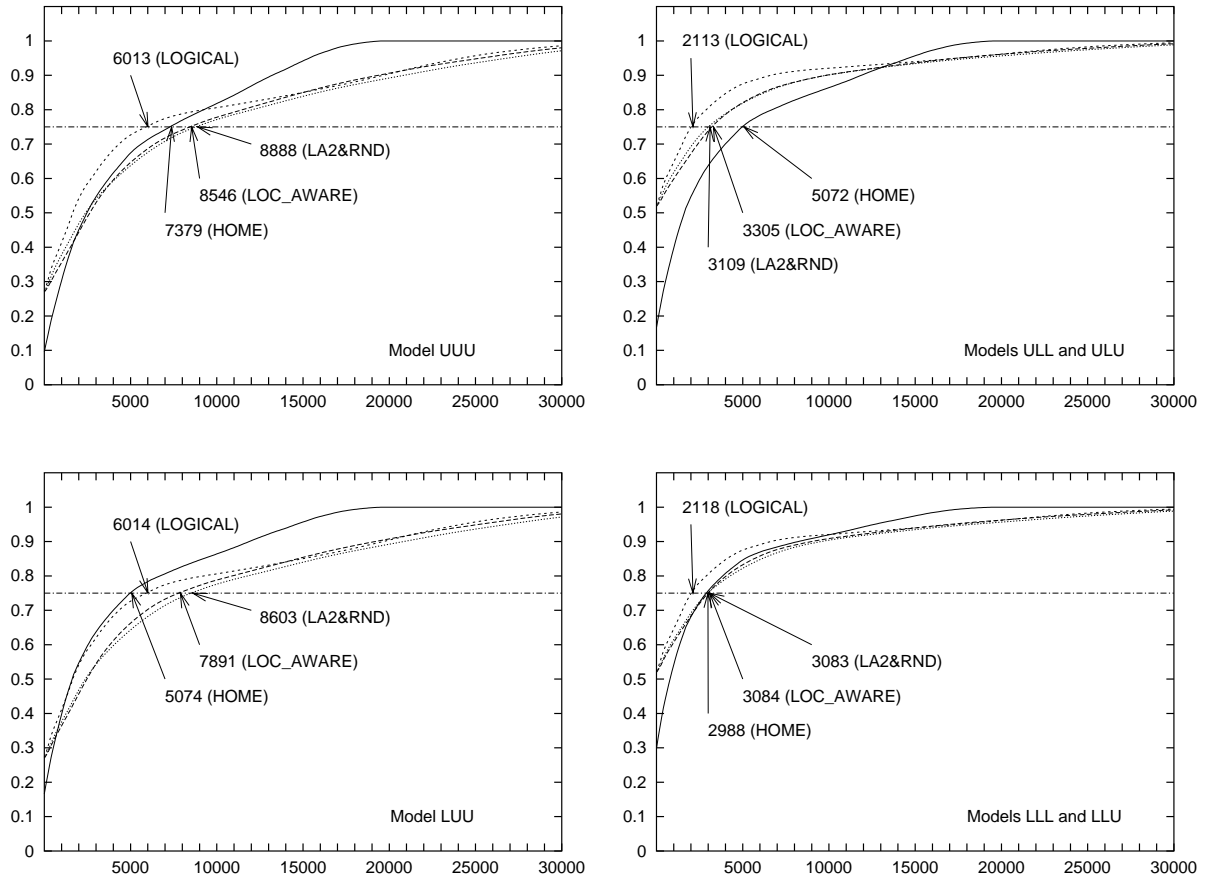 1
0.9
0.8
0.7
0.6
0.5
0.4
0.3
0.2
0.1
0
6013 (LOGICAL)
8888 (LA2&RND)
8546 (LOC_AWARE)
7379 (HOME)
Model UUU
5000 10000 15000 20000 25000 30000
1
0.9
0.8
0.7
0.6
0.5
0.4
0.3
0.2
0.1
0
2113 (LOGICAL)
5072 (HOME)
3305 (LOC_AWARE)
3109 (LA2&RND)
Models ULL and ULU
5000 10000 15000 20000 25000 30000
1
0.9
0.8
0.7
0.6
0.5
0.4
0.3
0.2
0.1
0
6014 (LOGICAL)
8603 (LA2&RND)
7891 (LOC_AWARE)
5074 (HOME)
Model LUU
5000 10000 15000 20000 25000 30000
1
0.9
0.8
0.7
0.6
0.5
0.4
0.3
0.2
0.1
0
2118 (LOGICAL)
3083 (LA2&RND)
3084 (LOC_AWARE)
2988 (HOME)
Models LLL and LLU
5000 10000 15000 20000 25000 30000